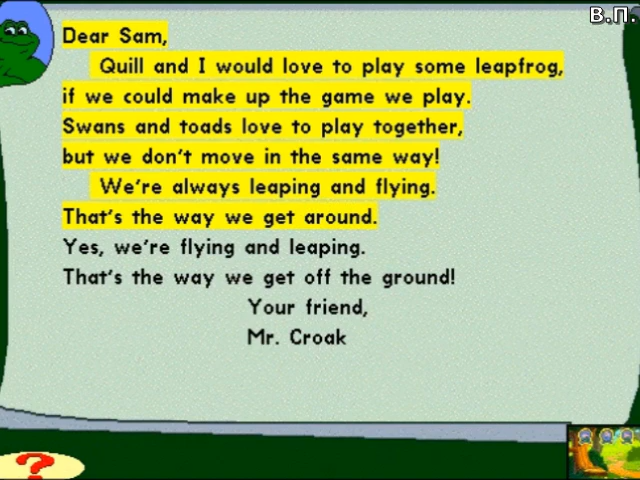 В.П.
Dear Sam,
Quill and I would love to play some leapfrog,
if we could make up the game we play.
Swans and toads love to play together,
but we don't move in the same way!
We're always leaping and flying.
That's the way we get around.
Yes, we're flying and leaping.
That's the way we get off the ground!
Your friend,
Mr. Croak
?